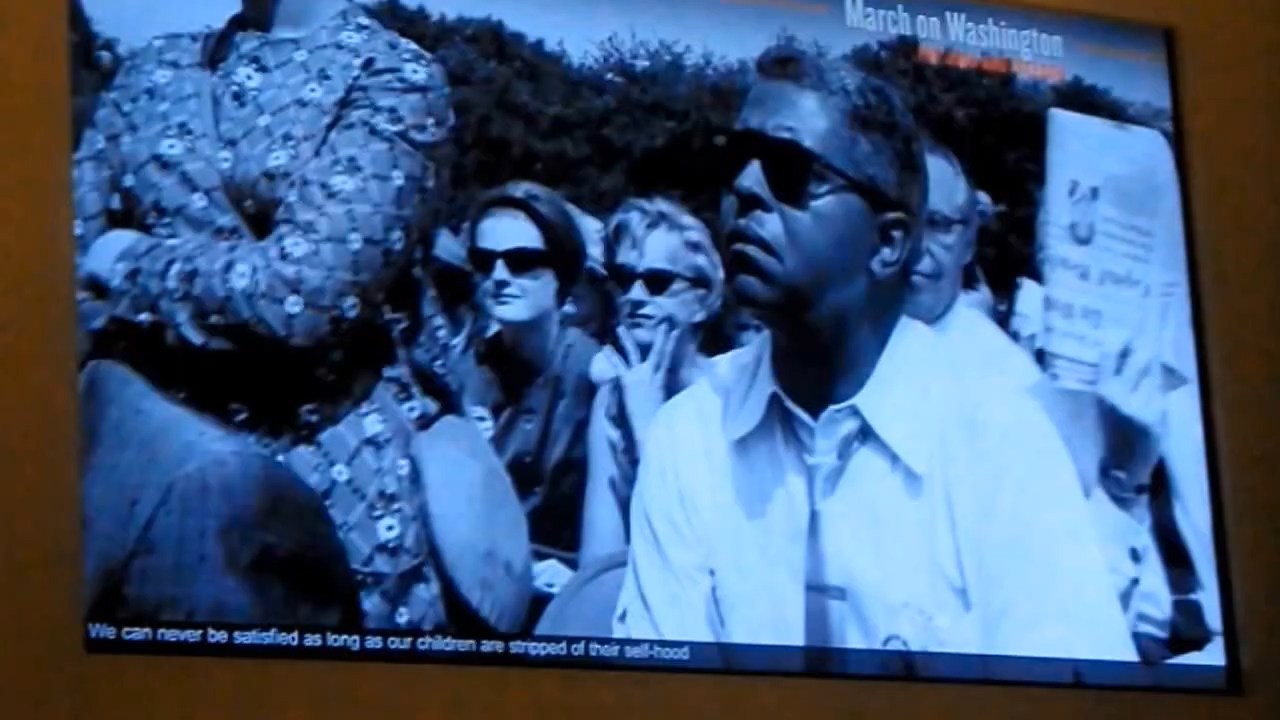 March on Washington
We can never be satisfied as long as our children are stripped of their self-hood